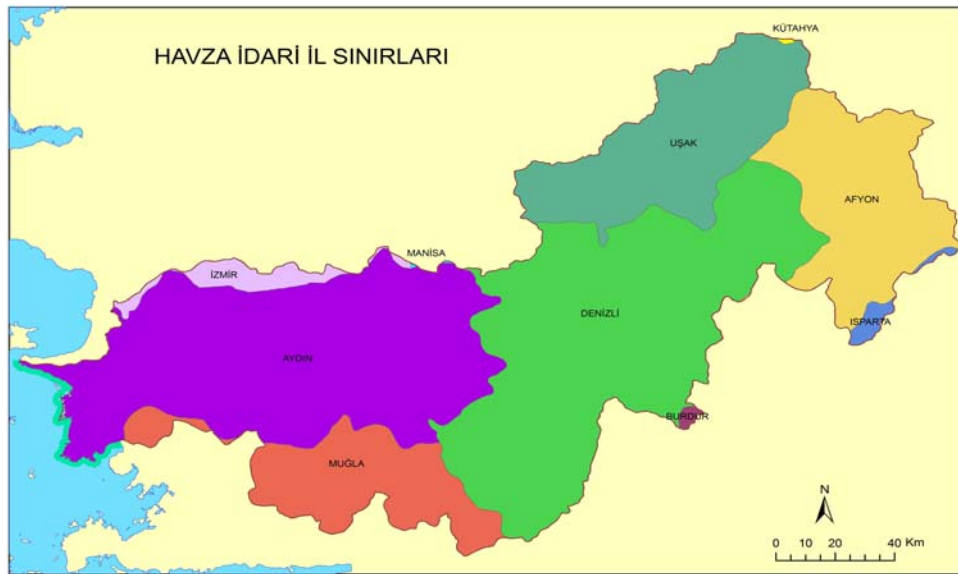 KÜTAHYA
HAVZA İDARİ İL SINIRLARI
UŞAK
AFYON
MANİSA
İZMİR
DENİZLİ
ISPARTA
AYDIN
BURDUR
MUĞLA
N
0 10 20 40 Km